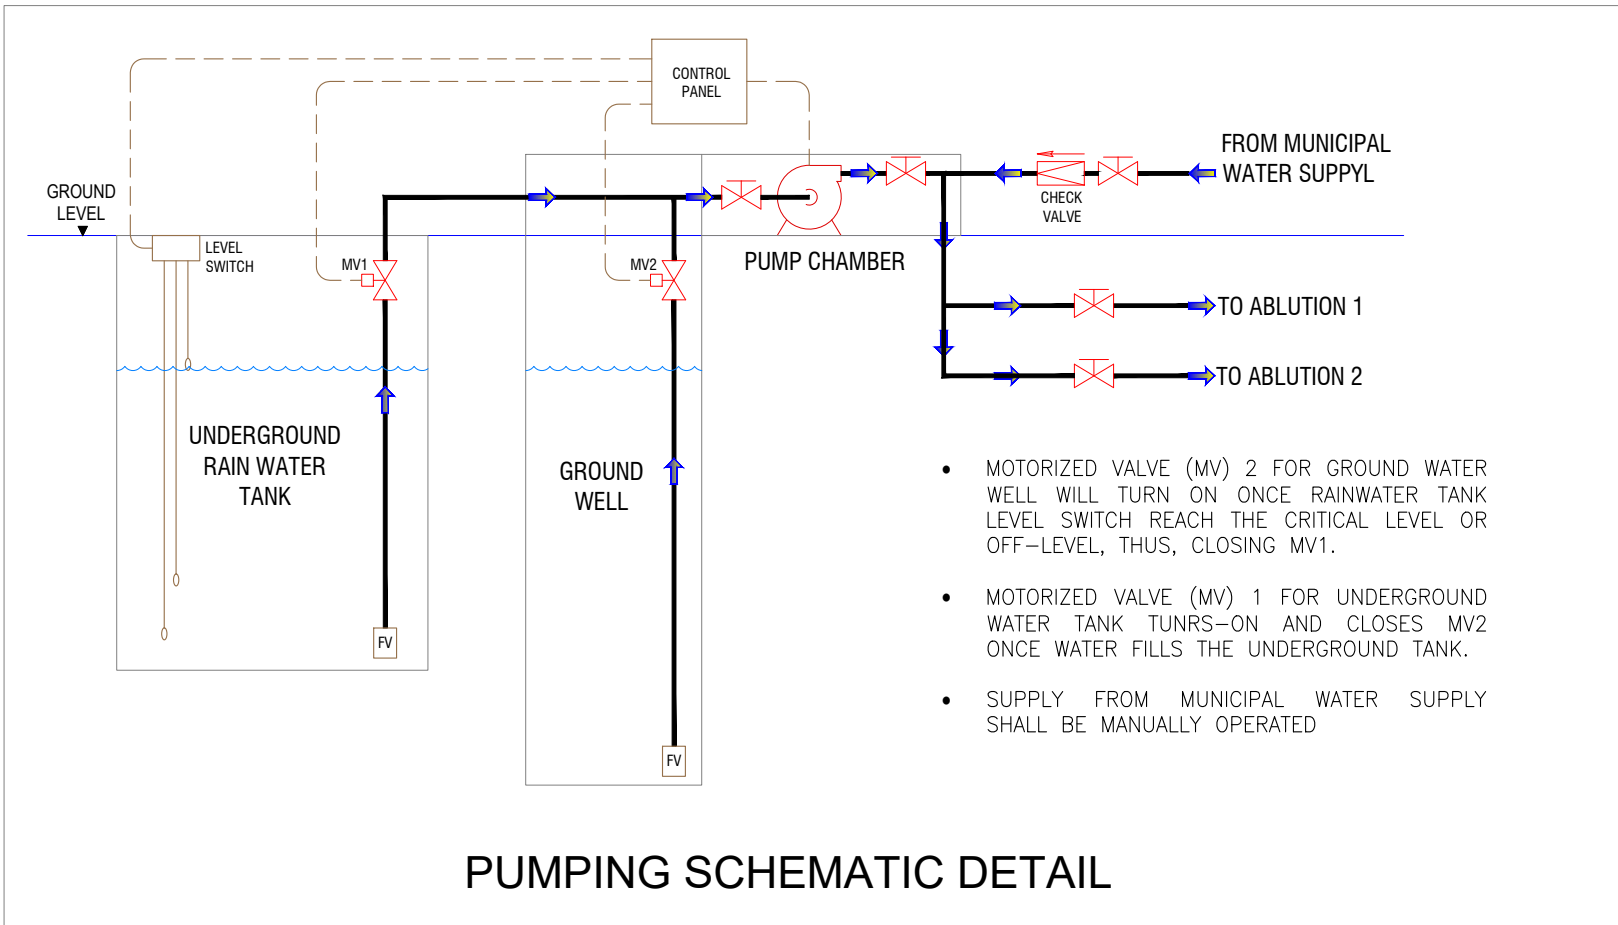 CONTROL
PANEL
FROM MUNICIPAL
WATER SUPPYL
GROUND
LEVEL
CHECK
VALVE
LEVEL
SWITCH
MV1
MV2
PUMP CHAMBER
TO ABLUTION 1
TO ABLUTION 2
UNDERGROUND
RAIN WATER
TANK
GROUND
WELL
FV
FV
• MOTORIZED VALVE (MV) 2 FOR GROUND WATER
WELL WILL TURN ON ONCE RAINWATER TANK
LEVEL SWITCH REACH THE CRITICAL LEVEL OR
OFF-LEVEL, THUS, CLOSING MV1.
• MOTORIZED VALVE (MV) 1 FOR UNDERGROUND
WATER TANK TUNRS-ON AND CLOSES MV2
ONCE WATER FILLS THE UNDERGROUND TANK.
• SUPPLY FROM MUNICIPAL WATER SUPPLY
SHALL BE MANUALLY OPERATED
PUMPING SCHEMATIC DETAIL